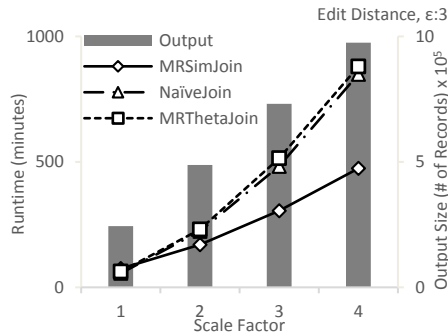 Edit Distance, ε:3
Output
MRSimJoin
NaïveJoin
MRThetaJoin
Runtime (minutes)
1000
500
0
Output Size (# of Records) x 10⁵
10
5
0
1 2 3 4
Scale Factor